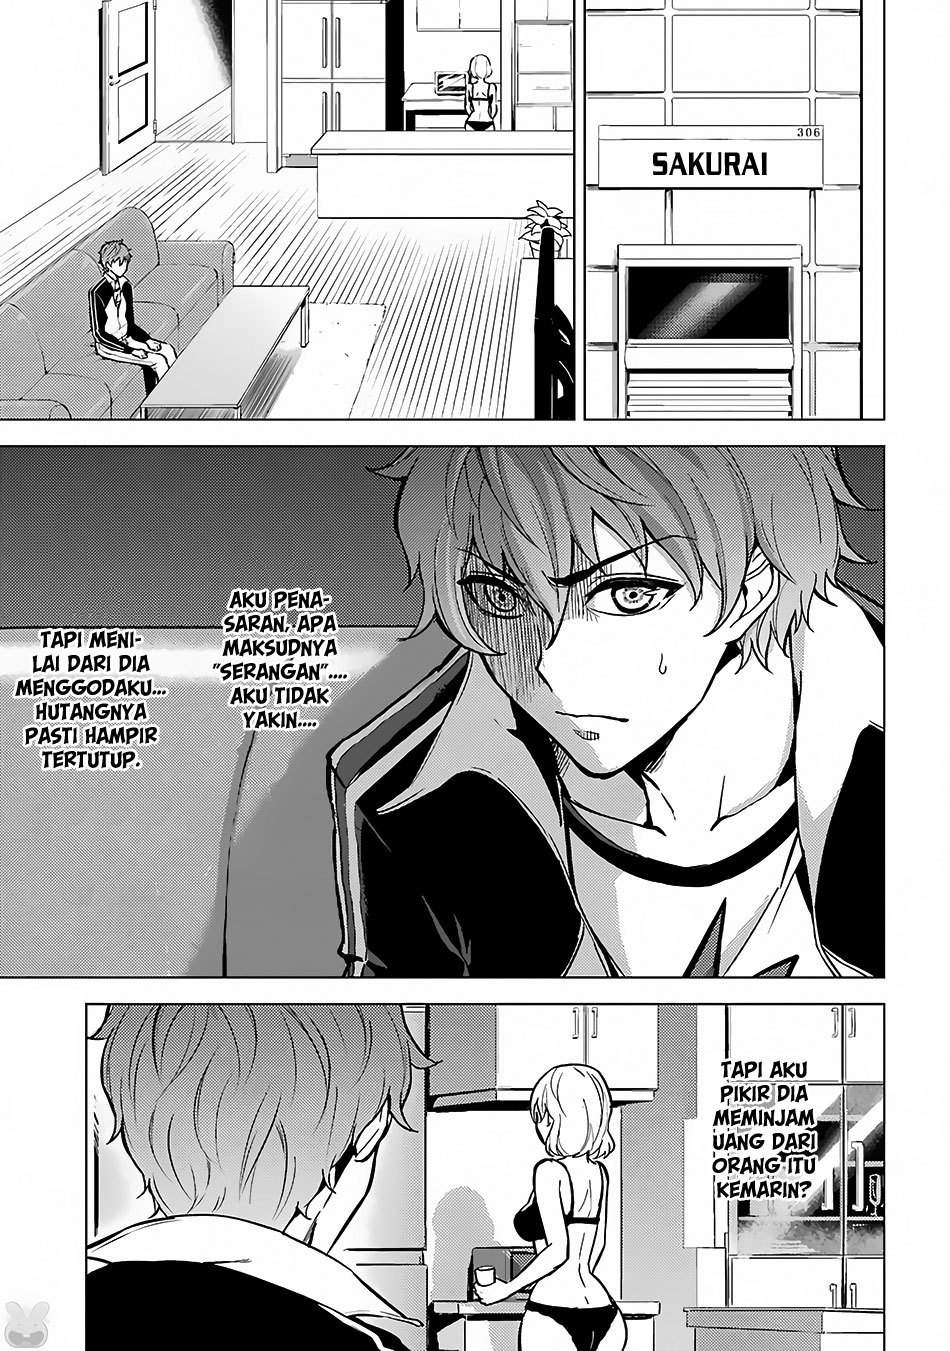 306
SAKURAI
AKU PENA-
SARAN, APA
MAKSUDNYA
"SERANGAN"....
AKU TIDAK
YAKIN....
TAPI MENI-
LAI DARI DIA
MENGGODAKU...
HUTANGNYA
PASTI HAMPIR
TERTUTUP.
TAPI AKU
PIKIR DIA
MEMINJAM
UANG DARI
ORANG ITU
KEMARIN?